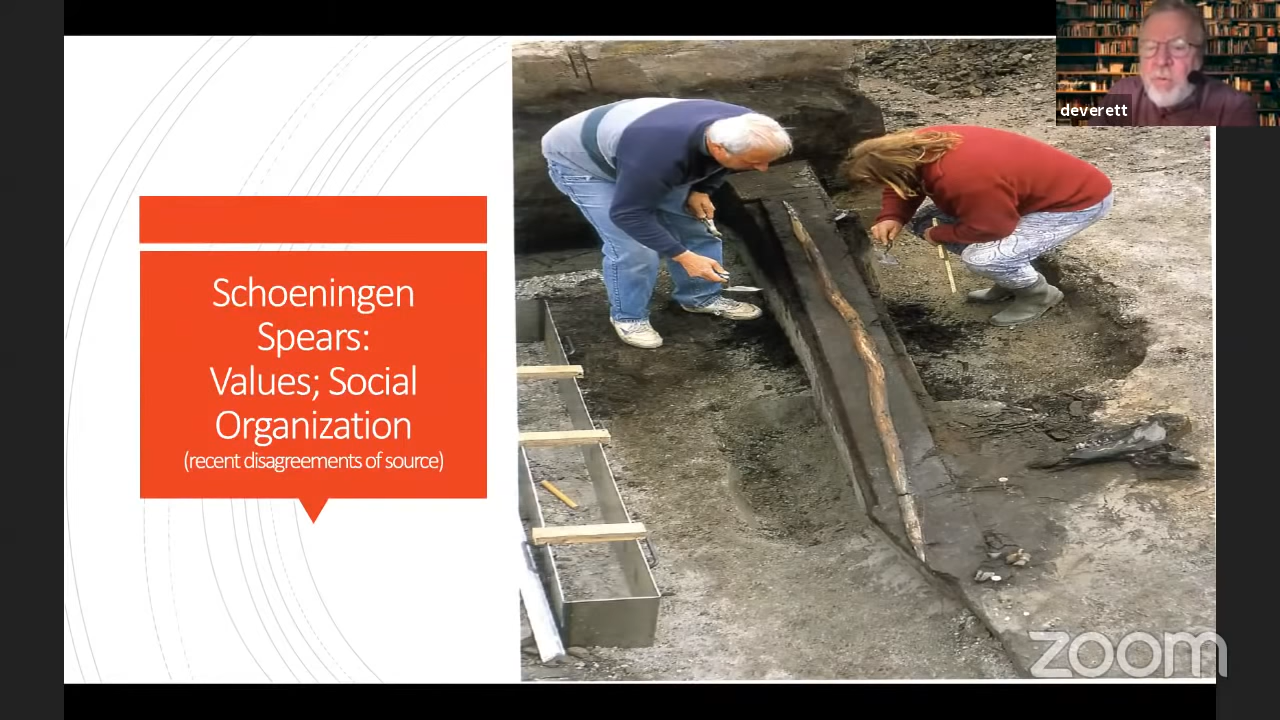 deverett
Schoeningen
Spears:
Values; Social
Organization
(recent disagreements of source)
zoom